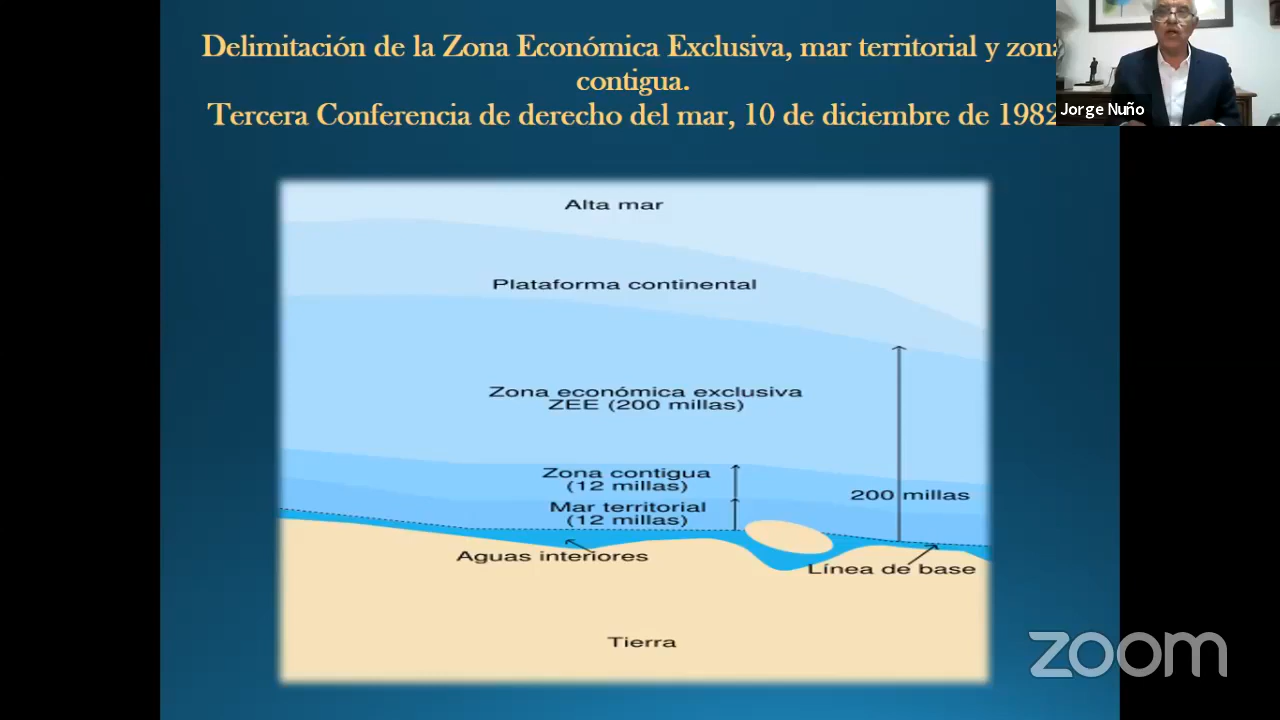 Delimitación de la Zona Económica Exclusiva, mar territorial y zona
contigua.
Tercera Conferencia de derecho del mar, 10 de diciembre de 1982
Jorge Nuño
Alta mar
Plataforma continental
Zona económica exclusiva
ZEE (200 millas)
Zona contigua
(12 millas)
200 millas
Mar territorial
(12 millas)
Aguas interiores
Línea de base
Tierra
zoom